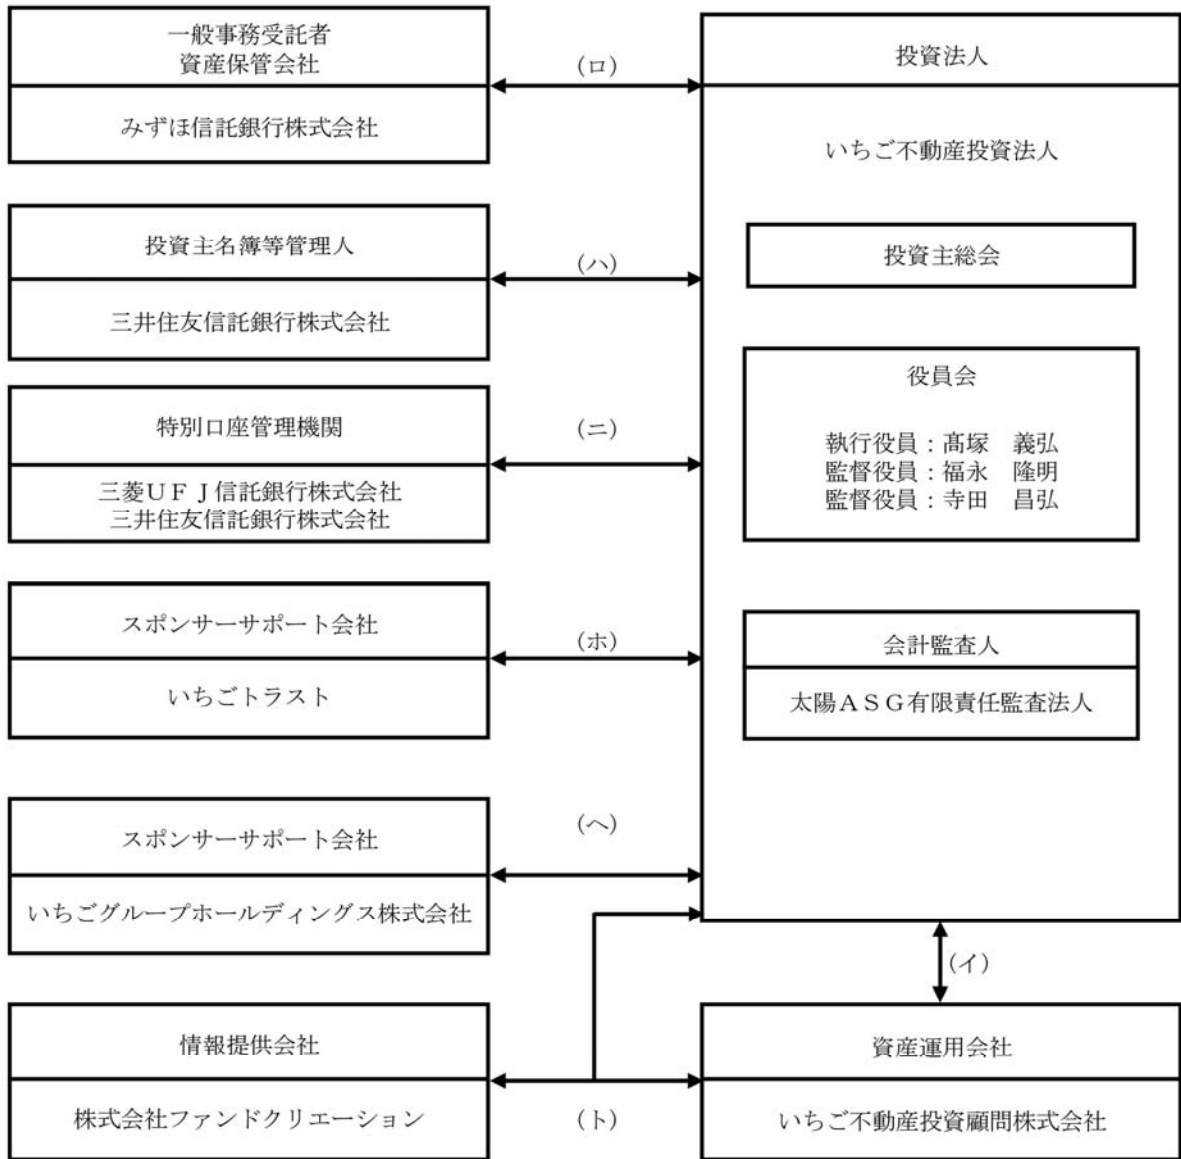 一般事務受託者
資産保管会社
みずほ信託銀行株式会社
(ロ)
投資法人
いちご不動産投資法人
投資主名簿等管理人
三井住友信託銀行株式会社
(ハ)
投資主総会
特別口座管理機関
三菱ＵＦＪ信託銀行株式会社
三井住友信託銀行株式会社
(ニ)
役員会
執行役員：髙塚　義弘
監督役員：福永　隆明
監督役員：寺田　昌弘
スポンサーサポート会社
いちごトラスト
(ホ)
会計監査人
太陽ＡＳＧ有限責任監査法人
スポンサーサポート会社
いちごグループホールディングス株式会社
(ヘ)
(イ)
情報提供会社
株式会社ファンドクリエーション
(ト)
資産運用会社
いちご不動産投資顧問株式会社